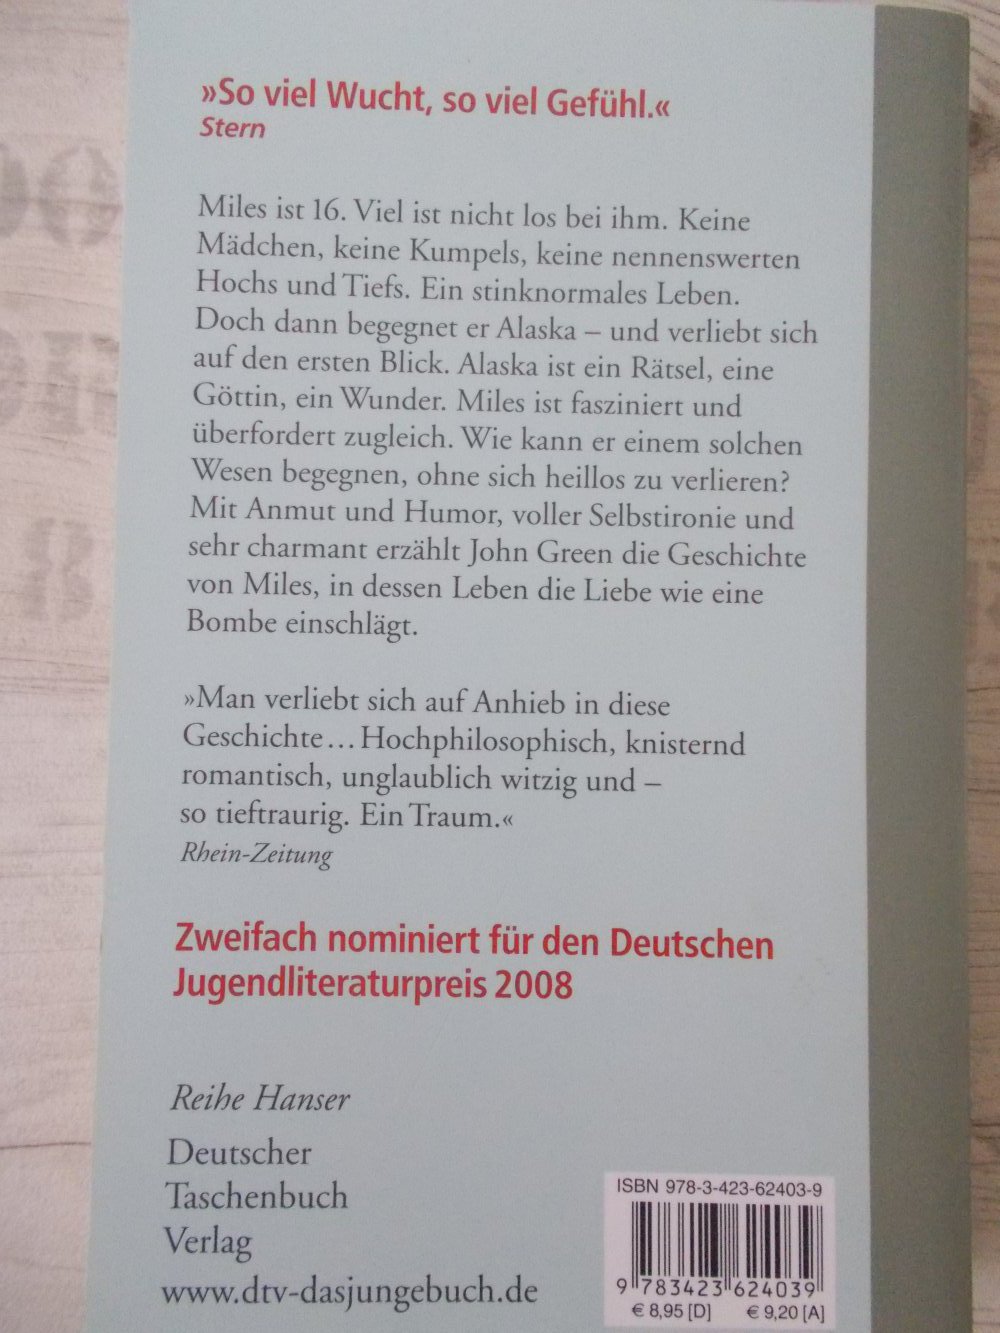 »So viel Wucht, so viel Gefühl.«
Stern
Miles ist 16. Viel ist nicht los bei ihm. Keine
Mädchen, keine Kumpels, keine nennenswerten
Hochs und Tiefs. Ein stinknormales Leben.
Doch dann begegnet er Alaska – und verliebt sich
auf den ersten Blick. Alaska ist ein Rätsel, eine
Göttin, ein Wunder. Miles ist fasziniert und
überfordert zugleich. Wie kann er einem solchen
Wesen begegnen, ohne sich heillos zu verlieren?
Mit Anmut und Humor, voller Selbstironie und
sehr charmant erzählt John Green die Geschichte
von Miles, in dessen Leben die Liebe wie eine
Bombe einschlägt.
»Man verliebt sich auf Anhieb in diese
Geschichte... Hochphilosophisch, knisternd
romantisch, unglaublich witzig und –
so tieftraurig. Ein Traum.«
Rhein-Zeitung
Zweifach nominiert für den Deutschen
Jugendliteraturpreis 2008
Reihe Hanser
Deutscher
Taschenbuch
Verlag
www.dtv-dasjungebuch.de
ISBN 978-3-423-62403-9
9 783423 624039
€ 8,95 [D] € 9,20 [A]